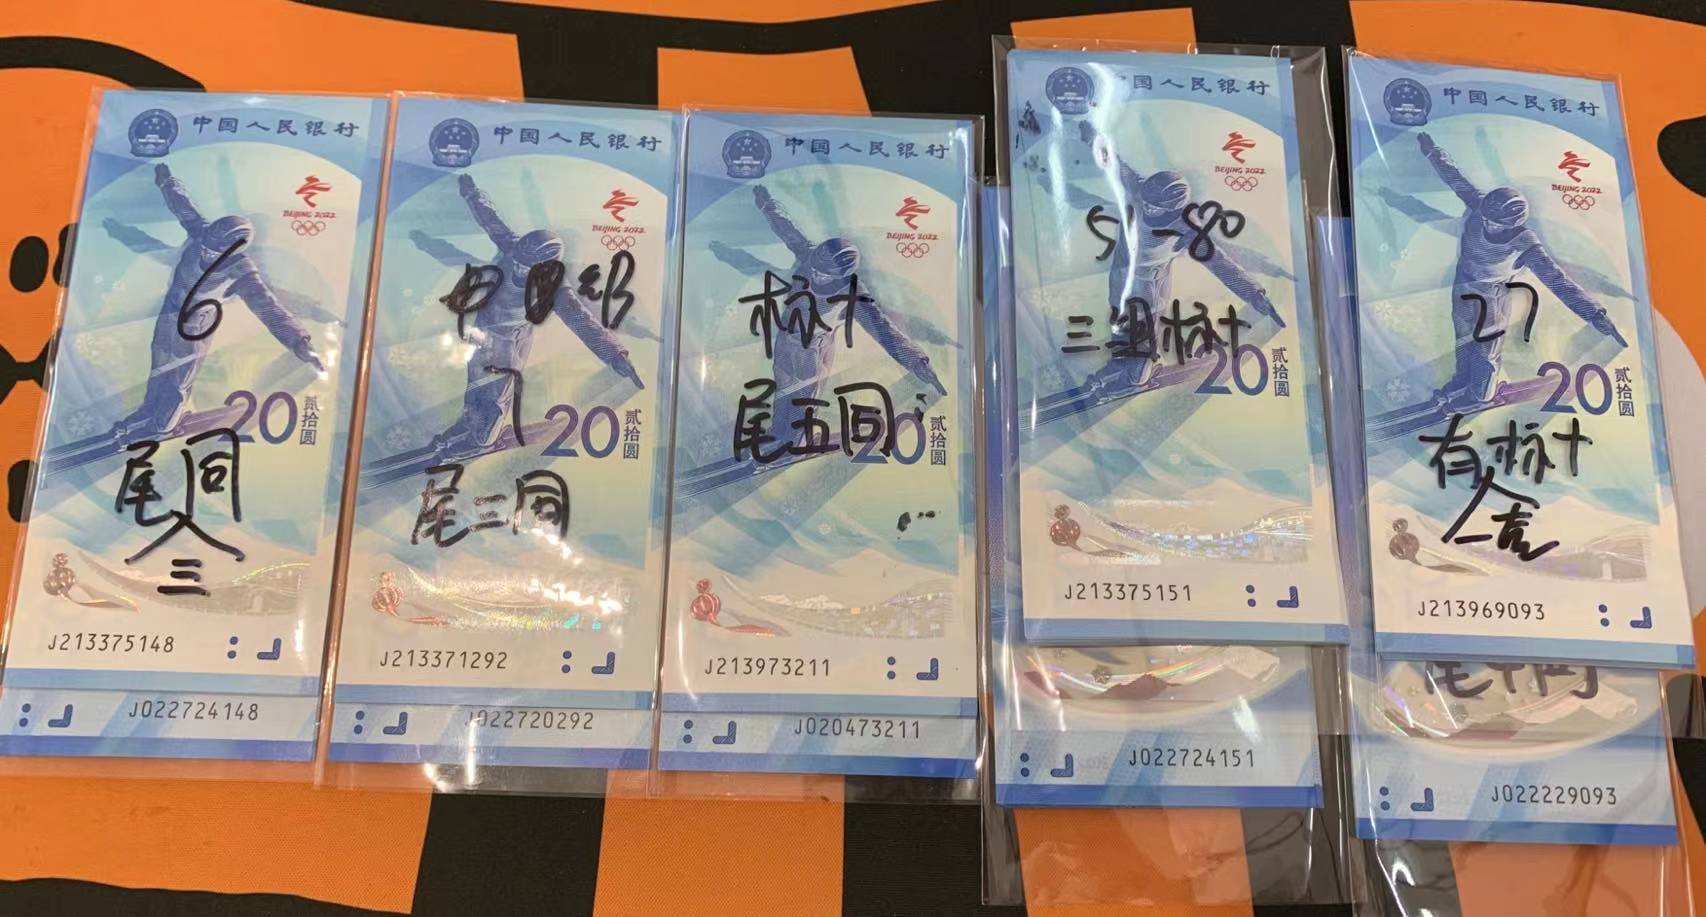 中国人民银行
BEIJING 2022
6
20
贰拾圆
尾同
三
J213375148
J022724148
中国人民银行
BEIJING 2022
7
20
贰拾圆
尾三同
J213371292
J022720292
中国人民银行
BEIJING 2022
标十
尾五同
20
贰拾圆
J213973211
J020473211
中国人民银行
BEIJING 2022
51-80
三组标十
20
贰拾圆
J213375151
J022724151
中国人民银行
BEIJING 2022
27
20
贰拾圆
有标十
J213969093
J022229093